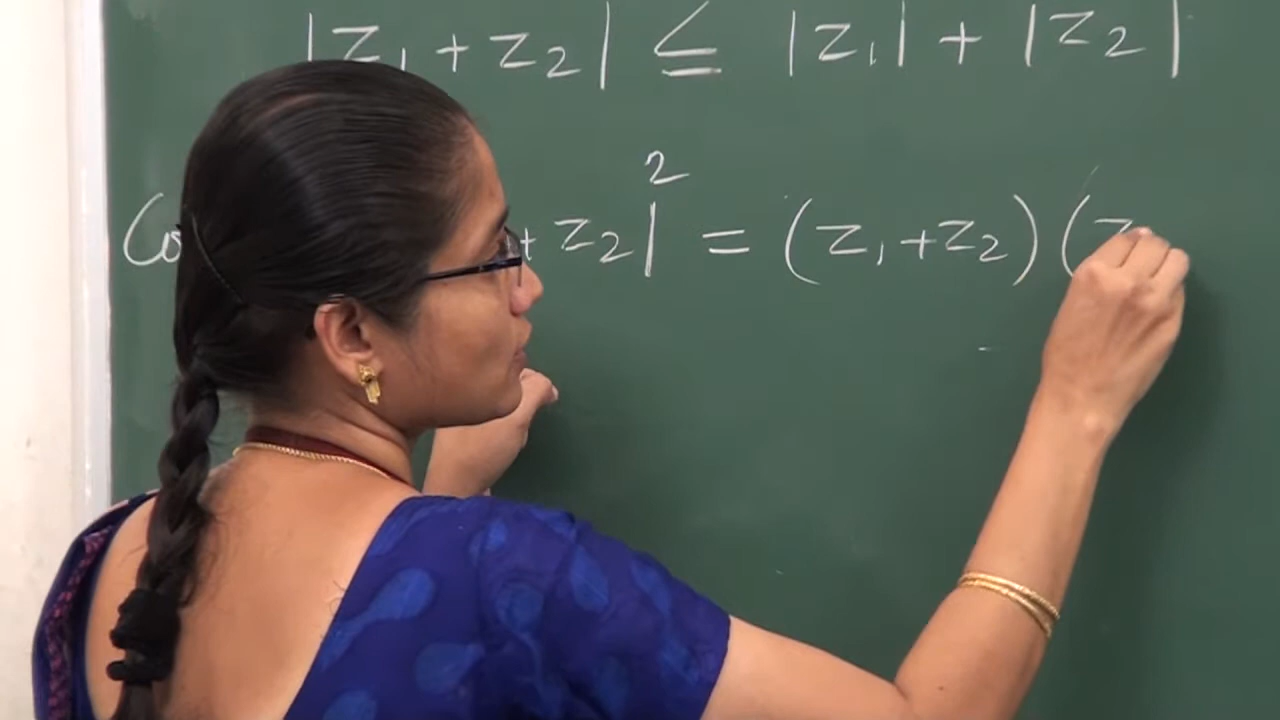 |z₁ + z₂| ≤ |z₁| + |z₂|
Co + z₂|² = (z₁ + z₂) (z